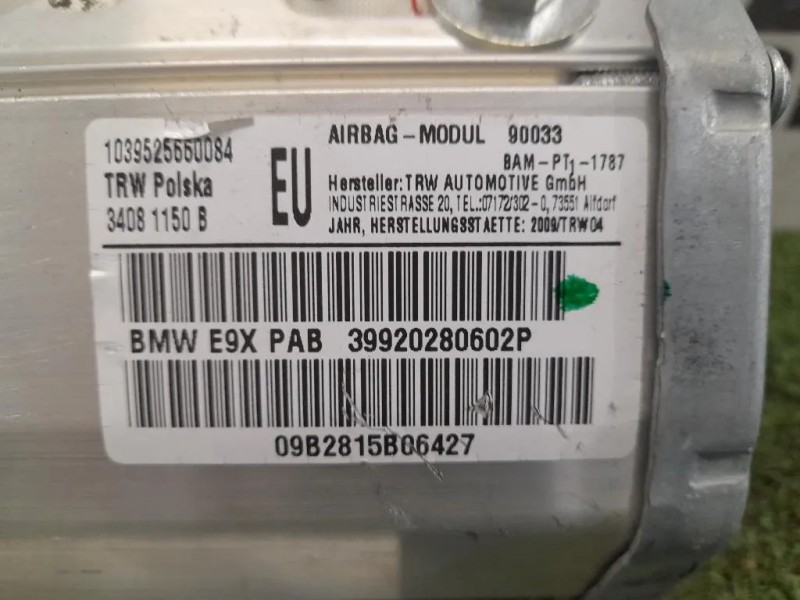 1039525660084
TRW Polska
3408 1150 B
EU
AIRBAG-MODUL 90033
BAM-PT1-1787
Hersteller: TRW AUTOMOTIVE GmbH
INDUSTRIESTRASSE 20, TEL.:07172/302-0, 73551 Alfdorf
JAHR, HERSTELLUNGSSTAETTE: 2009/TRW04
BMW E9X PAB 39920280602P
09B2815B06427